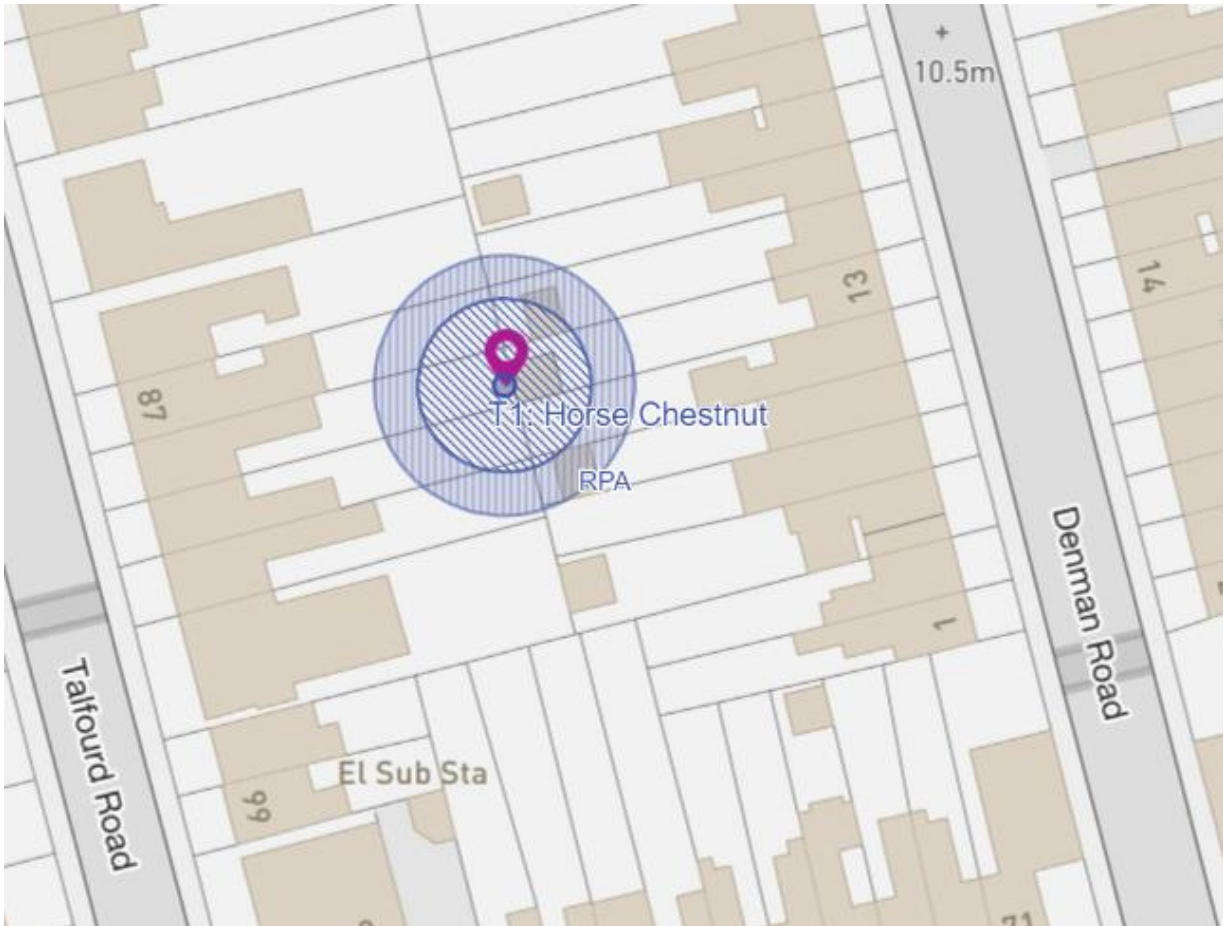 +
10.5m
13
14
87
T1: Horse Chestnut
RPA
Denman Road
1
Talfourd Road
El Sub Sta
99
71